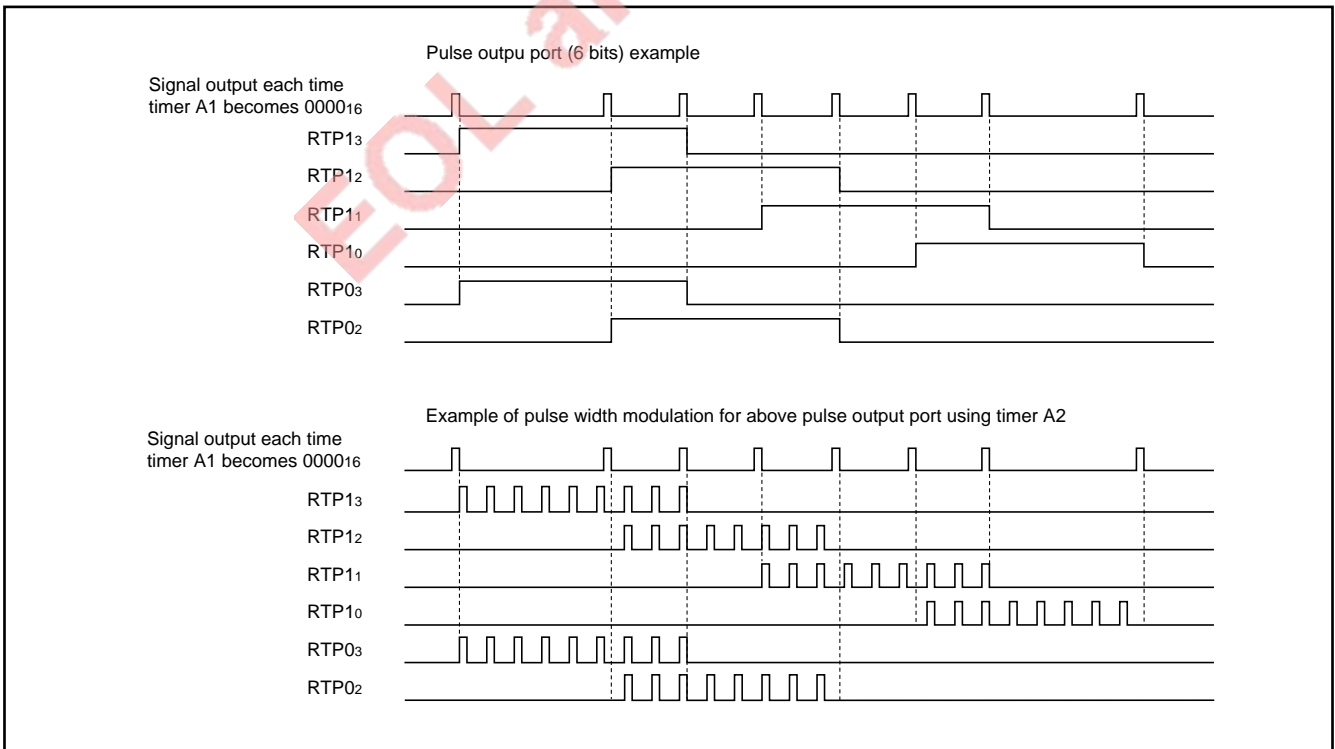 Pulse outpu port (6 bits) example
Signal output each time
timer A1 becomes 000016
RTP13
RTP12
RTP11
RTP10
RTP03
RTP02
Example of pulse width modulation for above pulse output port using timer A2
Signal output each time
timer A1 becomes 000016
RTP13
RTP12
RTP11
RTP10
RTP03
RTP02
EOL